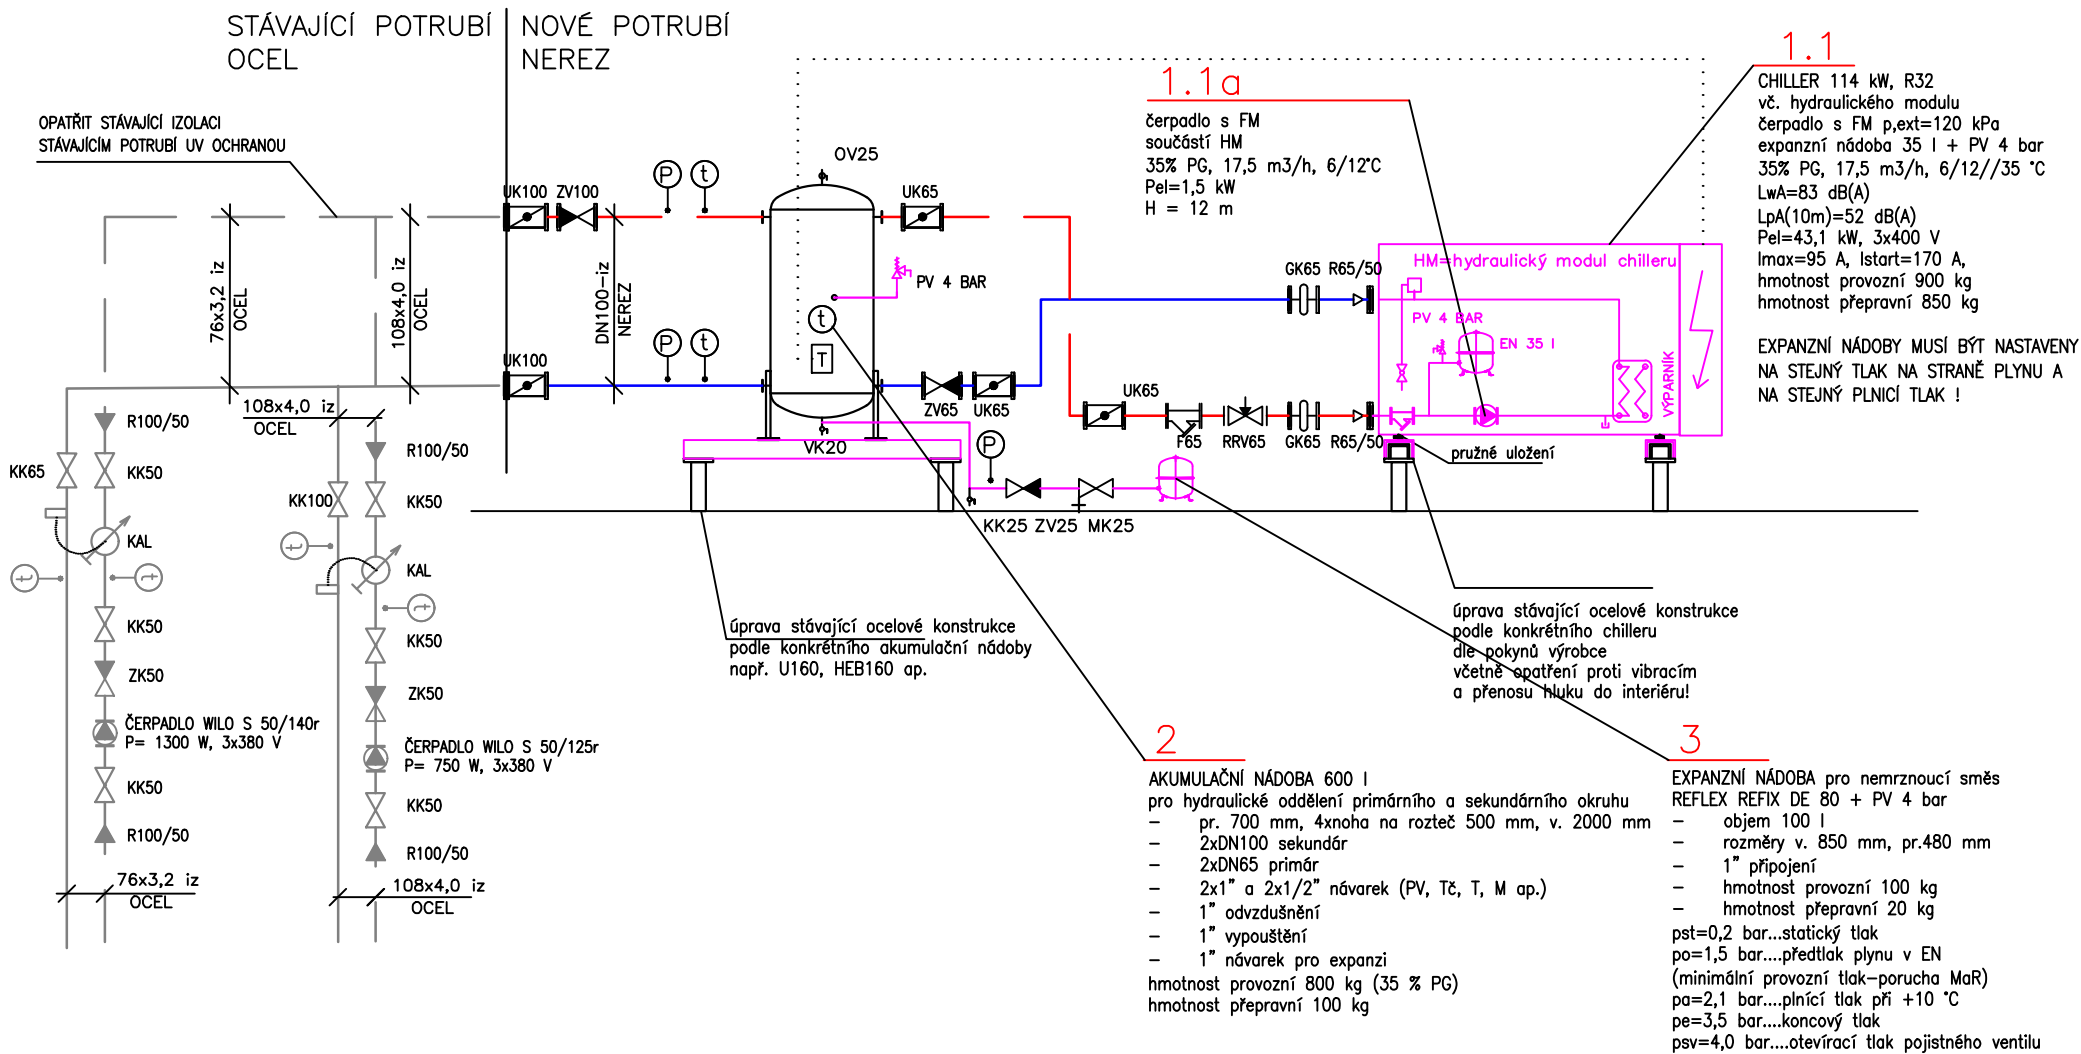 STÁVAJÍCÍ POTRUBÍ
OCEL
NOVÉ POTRUBÍ
NEREZ
OPATŘIT STÁVAJÍCÍ IZOLACI
STÁVAJÍCÍM POTRUBÍ UV OCHRANOU
1.1
CHILLER 114 kW, R32
vč. hydraulického modulu
čerpadlo s FM p,ext=120 kPa
expanzní nádoba 35 l + PV 4 bar
35% PG, 17,5 m3/h, 6/12//35 °C
LwA=83 dB(A)
LpA(10m)=52 dB(A)
Pel=43,1 kW, 3x400 V
Imax=95 A, Istart=170 A,
hmotnost provozní 900 kg
hmotnost přepravní 850 kg
EXPANZNÍ NÁDOBY MUSÍ BÝT NASTAVENY
NA STEJNÝ TLAK NA STRANĚ PLYNU A
NA STEJNÝ PLNICÍ TLAK !
1.1a
čerpadlo s FM
součástí HM
35% PG, 17,5 m3/h, 6/12°C
Pel=1,5 kW
H = 12 m
UK100
ZV100
P
t
OV25
UK65
76x3,2 iz
OCEL
108x4,0 iz
OCEL
DN100-iz
NEREZ
PV 4 BAR
t
T
UK100
P
t
ZV65
UK65
GK65
R65/50
HM=hydraulický modul chilleru
PV 4 BAR
EN 35 l
VÝPARNÍK
UK65
F65
RRV65
GK65
R65/50
pružné uložení
VK20
P
KK25
ZV25
MK25
108x4,0 iz
OCEL
R100/50
KK65
KK50
KAL
t
t
KK50
ZK50
ČERPADLO WILO S 50/140r
P= 1300 W, 3x380 V
KK50
R100/50
76x3,2 iz
OCEL
R100/50
KK100
KK50
t
KAL
t
KK50
ZK50
ČERPADLO WILO S 50/125r
P= 750 W, 3x380 V
KK50
R100/50
108x4,0 iz
OCEL
úprava stávající ocelové konstrukce
podle konkrétního akumulační nádoby
např. U160, HEB160 ap.
úprava stávající ocelové konstrukce
podle konkrétního chilleru
dle pokynů výrobce
včetně opatření proti vibracím
a přenosu hluku do interiéru!
2
AKUMULAČNÍ NÁDOBA 600 l
pro hydraulické oddělení primárního a sekundárního okruhu
- pr. 700 mm, 4xnoha na rozteč 500 mm, v. 2000 mm
- 2xDN100 sekundár
- 2xDN65 primár
- 2x1" a 2x1/2" návarek (PV, Tč, T, M ap.)
- 1" odvzdušnění
- 1" vypouštění
- 1" návarek pro expanzi
hmotnost provozní 800 kg (35 % PG)
hmotnost přepravní 100 kg
3
EXPANZNÍ NÁDOBA pro nemrznoucí směs
REFLEX REFIX DE 80 + PV 4 bar
- objem 100 l
- rozměry v. 850 mm, pr.480 mm
- 1" připojení
- hmotnost provozní 100 kg
- hmotnost přepravní 20 kg
pst=0,2 bar...statický tlak
po=1,5 bar....předtlak plynu v EN
(minimální provozní tlak-porucha MaR)
pa=2,1 bar....plnící tlak při +10 °C
pe=3,5 bar....koncový tlak
psv=4,0 bar....otevírací tlak pojistného ventilu